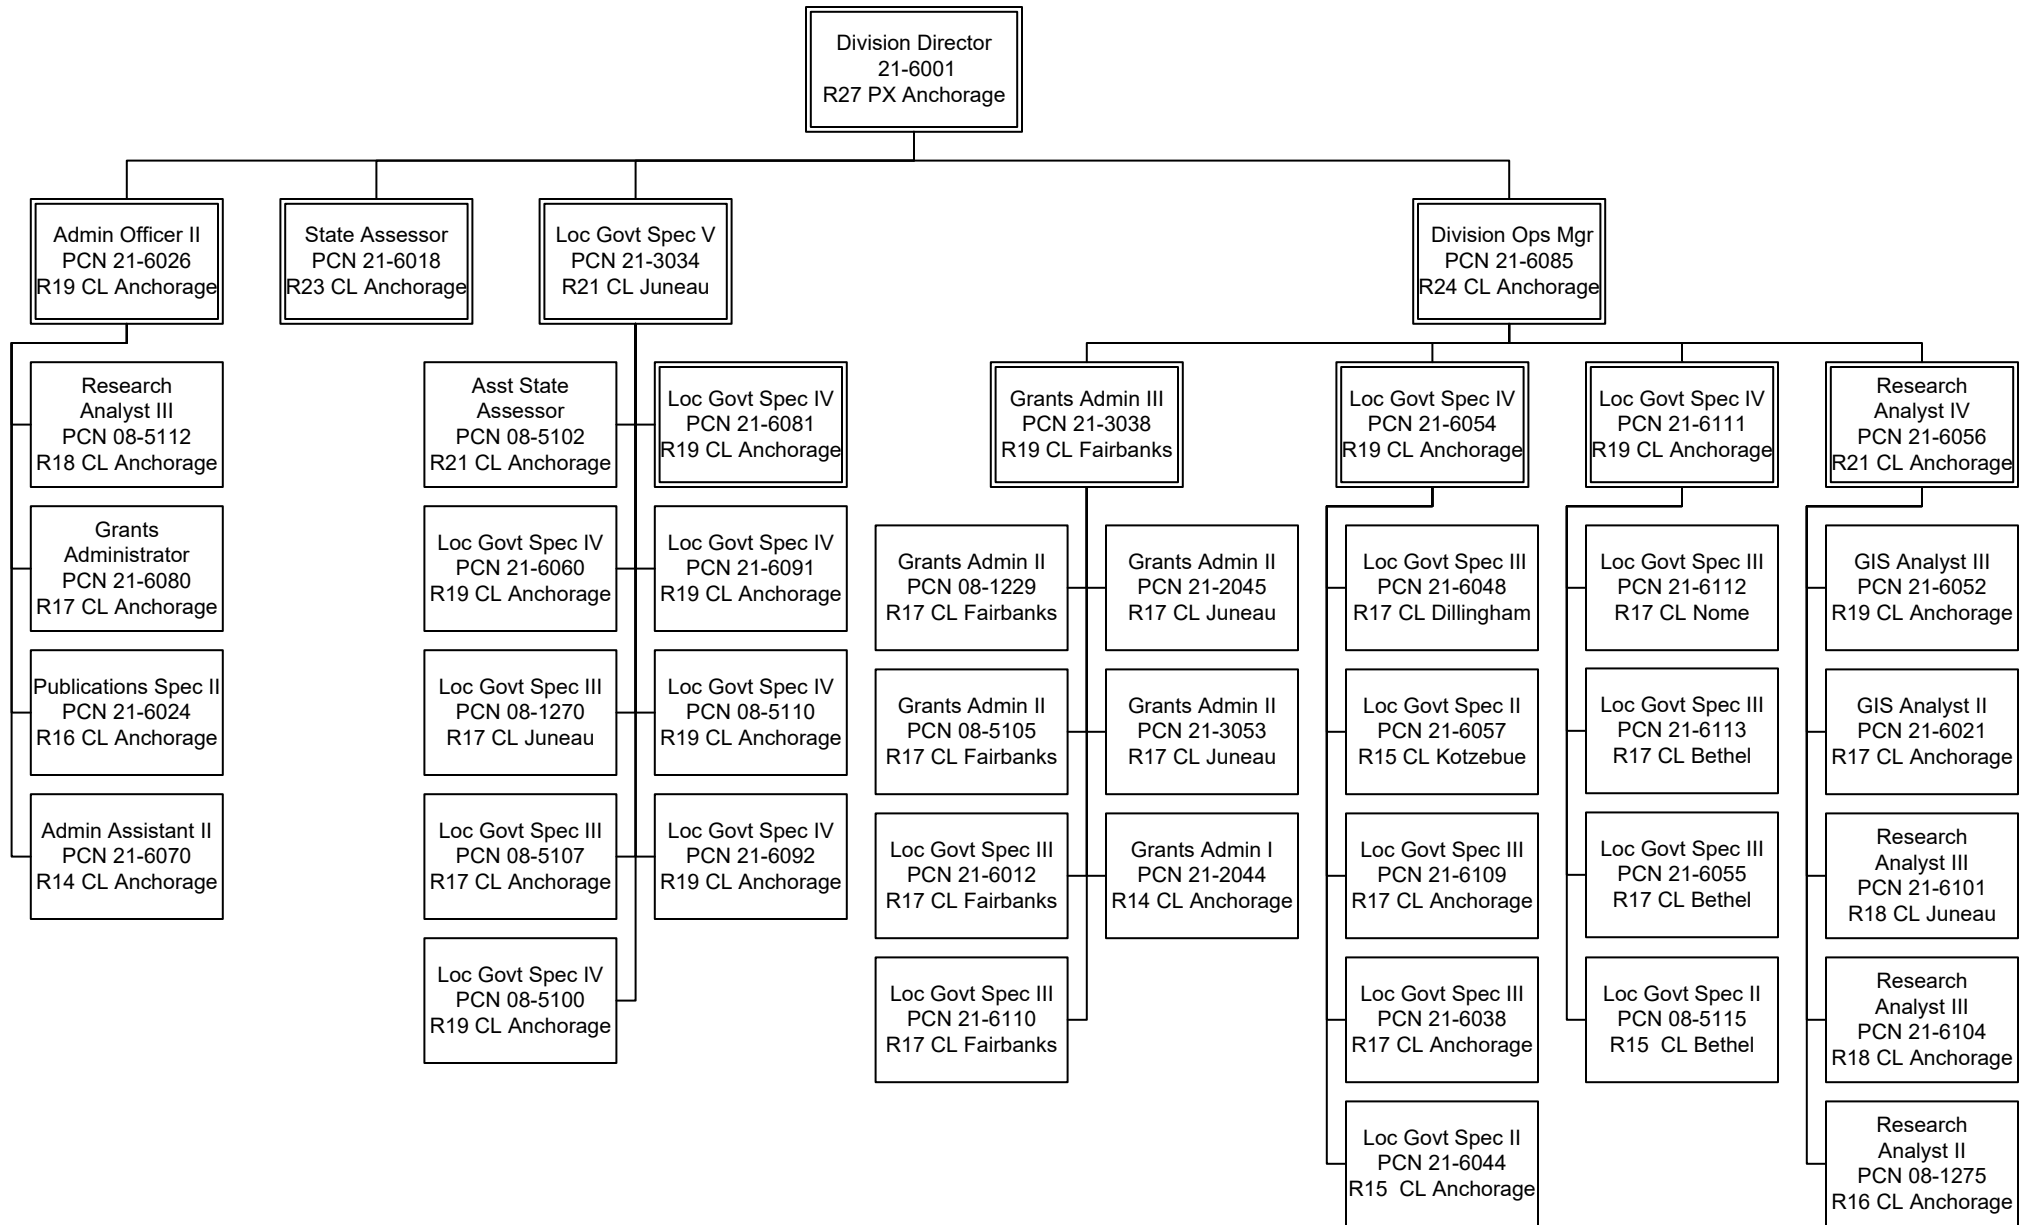 Division Director
21-6001
R27 PX Anchorage
Admin Officer II
PCN 21-6026
R19 CL Anchorage
State Assessor
PCN 21-6018
R23 CL Anchorage
Loc Govt Spec V
PCN 21-3034
R21 CL Juneau
Division Ops Mgr
PCN 21-6085
R24 CL Anchorage
Research
Analyst III
PCN 08-5112
R18 CL Anchorage
Grants
Administrator
PCN 21-6080
R17 CL Anchorage
Publications Spec II
PCN 21-6024
R16 CL Anchorage
Admin Assistant II
PCN 21-6070
R14 CL Anchorage
Asst State
Assessor
PCN 08-5102
R21 CL Anchorage
Loc Govt Spec IV
PCN 21-6081
R19 CL Anchorage
Loc Govt Spec IV
PCN 21-6060
R19 CL Anchorage
Loc Govt Spec IV
PCN 21-6091
R19 CL Anchorage
Loc Govt Spec III
PCN 08-1270
R17 CL Juneau
Loc Govt Spec IV
PCN 08-5110
R19 CL Anchorage
Loc Govt Spec III
PCN 08-5107
R17 CL Anchorage
Loc Govt Spec IV
PCN 21-6092
R19 CL Anchorage
Loc Govt Spec IV
PCN 08-5100
R19 CL Anchorage
Grants Admin III
PCN 21-3038
R19 CL Fairbanks
Grants Admin II
PCN 08-1229
R17 CL Fairbanks
Grants Admin II
PCN 21-2045
R17 CL Juneau
Grants Admin II
PCN 08-5105
R17 CL Fairbanks
Grants Admin II
PCN 21-3053
R17 CL Juneau
Loc Govt Spec III
PCN 21-6012
R17 CL Fairbanks
Grants Admin I
PCN 21-2044
R14 CL Anchorage
Loc Govt Spec III
PCN 21-6110
R17 CL Fairbanks
Loc Govt Spec IV
PCN 21-6054
R19 CL Anchorage
Loc Govt Spec III
PCN 21-6048
R17 CL Dillingham
Loc Govt Spec II
PCN 21-6057
R15 CL Kotzebue
Loc Govt Spec III
PCN 21-6109
R17 CL Anchorage
Loc Govt Spec III
PCN 21-6038
R17 CL Anchorage
Loc Govt Spec II
PCN 21-6044
R15  CL Anchorage
Loc Govt Spec IV
PCN 21-6111
R19 CL Anchorage
Loc Govt Spec III
PCN 21-6112
R17 CL Nome
Loc Govt Spec III
PCN 21-6113
R17 CL Bethel
Loc Govt Spec III
PCN 21-6055
R17 CL Bethel
Loc Govt Spec II
PCN 08-5115
R15  CL Bethel
Research
Analyst IV
PCN 21-6056
R21 CL Anchorage
GIS Analyst III
PCN 21-6052
R19 CL Anchorage
GIS Analyst II
PCN 21-6021
R17 CL Anchorage
Research
Analyst III
PCN 21-6101
R18 CL Juneau
Research
Analyst III
PCN 21-6104
R18 CL Anchorage
Research
Analyst II
PCN 08-1275
R16 CL Anchorage